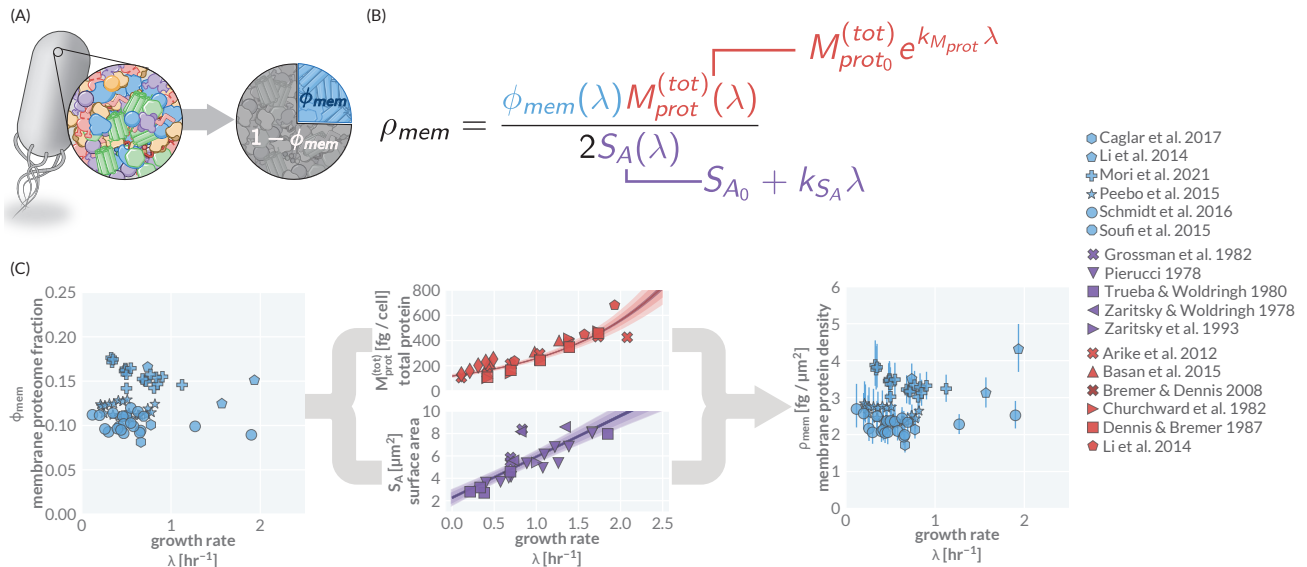 (A)
ϕmem
1 − ϕmem
(B)
ρmem = ϕmem(λ)M(tot)prot(λ) / 2SA(λ)
M(tot)prot0 e^kMprot λ
SA0 + kSAλ
(C)
ϕmem
membrane proteome fraction
0.25
0.20
0.15
0.10
0.05
0.00
0 1 2
growth rate
λ [hr−1]
M(tot)prot [fg / cell]
total protein
800
600
400
200
0
SA [µm2]
surface area
10
8
6
4
2
0.0 0.5 1.0 1.5 2.0 2.5
growth rate
λ [hr−1]
ρmem [fg / µm2]
membrane protein density
6
5
4
3
2
1
0
0 1 2
growth rate
λ [hr−1]
Caglar et al. 2017
Li et al. 2014
Mori et al. 2021
Peebo et al. 2015
Schmidt et al. 2016
Soufi et al. 2015
Grossman et al. 1982
Pierucci 1978
Trueba & Woldringh 1980
Zaritsky & Woldringh 1978
Zaritsky et al. 1993
Arike et al. 2012
Basan et al. 2015
Bremer & Dennis 2008
Churchward et al. 1982
Dennis & Bremer 1987
Li et al. 2014